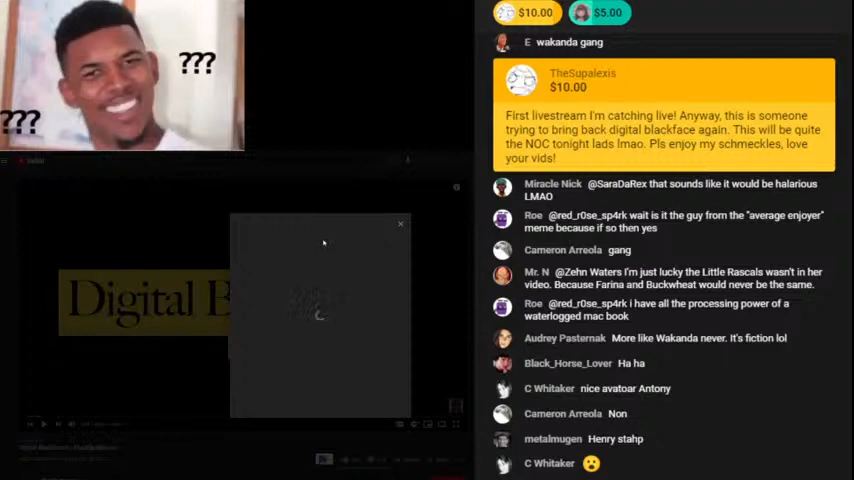 ???
???
Digital B
$10.00
$5.00
E wakanda gang
TheSupalexis
$10.00
First livestream I'm catching live! Anyway, this is someone
trying to bring back digital blackface again. This will be quite
the NOC tonight lads lmao. Pls enjoy my schmeckles, love
your vids!
Miracle Nick @SaraDaRex that sounds like it would be halarious
LMAO
Roe @red_r0se_sp4rk wait is it the guy from the "average enjoyer"
meme because if so then yes
Cameron Arreola gang
Mr. N @Zehn Waters I'm just lucky the Little Rascals wasn't in her
video. Because Farina and Buckwheat would never be the same.
Roe @red_r0se_sp4rk i have all the processing power of a
waterlogged mac book
Audrey Pasternak More like Wakanda never. It's fiction lol
Black_Horse_Lover Ha ha
C Whitaker nice avatoar Antony
Cameron Arreola Non
metalmugen Henry stahp
C Whitaker 😮